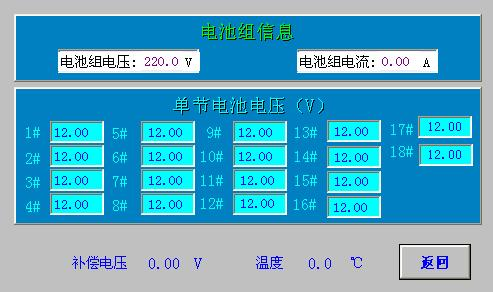 电池组信息
电池组电压: 220.0 V 电池组电流: 0.00 A
单节电池电压（V）
1# 12.00 5# 12.00 9# 12.00 13# 12.00 17# 12.00
2# 12.00 6# 12.00 10# 12.00 14# 12.00 18# 12.00
3# 12.00 7# 12.00 11# 12.00 15# 12.00
4# 12.00 8# 12.00 12# 12.00 16# 12.00
补偿电压 0.00 V 温度 0.0 ℃ 返回